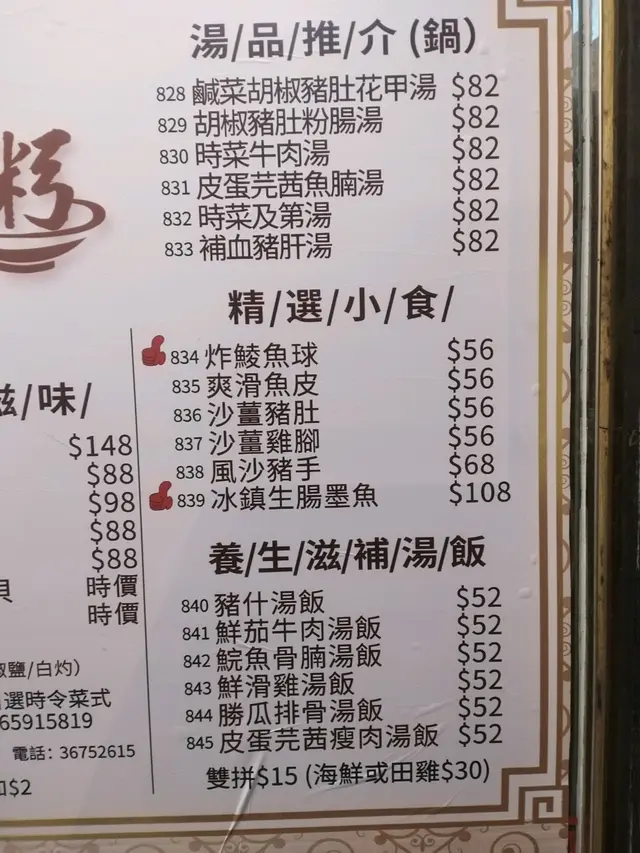 湯/品/推/介 (鍋)
828 鹹菜胡椒豬肚花甲湯 $82
829 胡椒豬肚粉腸湯 $82
830 時菜牛肉湯 $82
831 皮蛋芫茜魚腩湯 $82
832 時菜及第湯 $82
833 補血豬肝湯 $82
精/選/小/食/
834 炸鯪魚球 $56
835 爽滑魚皮 $56
836 沙薑豬肚 $56
837 沙薑雞腳 $56
838 風沙豬手 $68
839 冰鎮生腸墨魚 $108
養/生/滋/補/湯/飯
840 豬什湯飯 $52
841 鮮茄牛肉湯飯 $52
842 鯇魚骨腩湯飯 $52
843 鮮滑雞湯飯 $52
844 勝瓜排骨湯飯 $52
845 皮蛋芫茜瘦肉湯飯 $52
雙拼$15 (海鮮或田雞$30)
粥
滋/味/
$148
$88
$98
$88
$88
時價
時價
椒鹽/白灼)
選時令菜式
65915819
電話: 36752615
$2